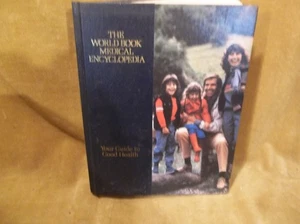 THE
WORLD BOOK
MEDICAL
ENCYCLOPEDIA
Your Guide to
Good Health